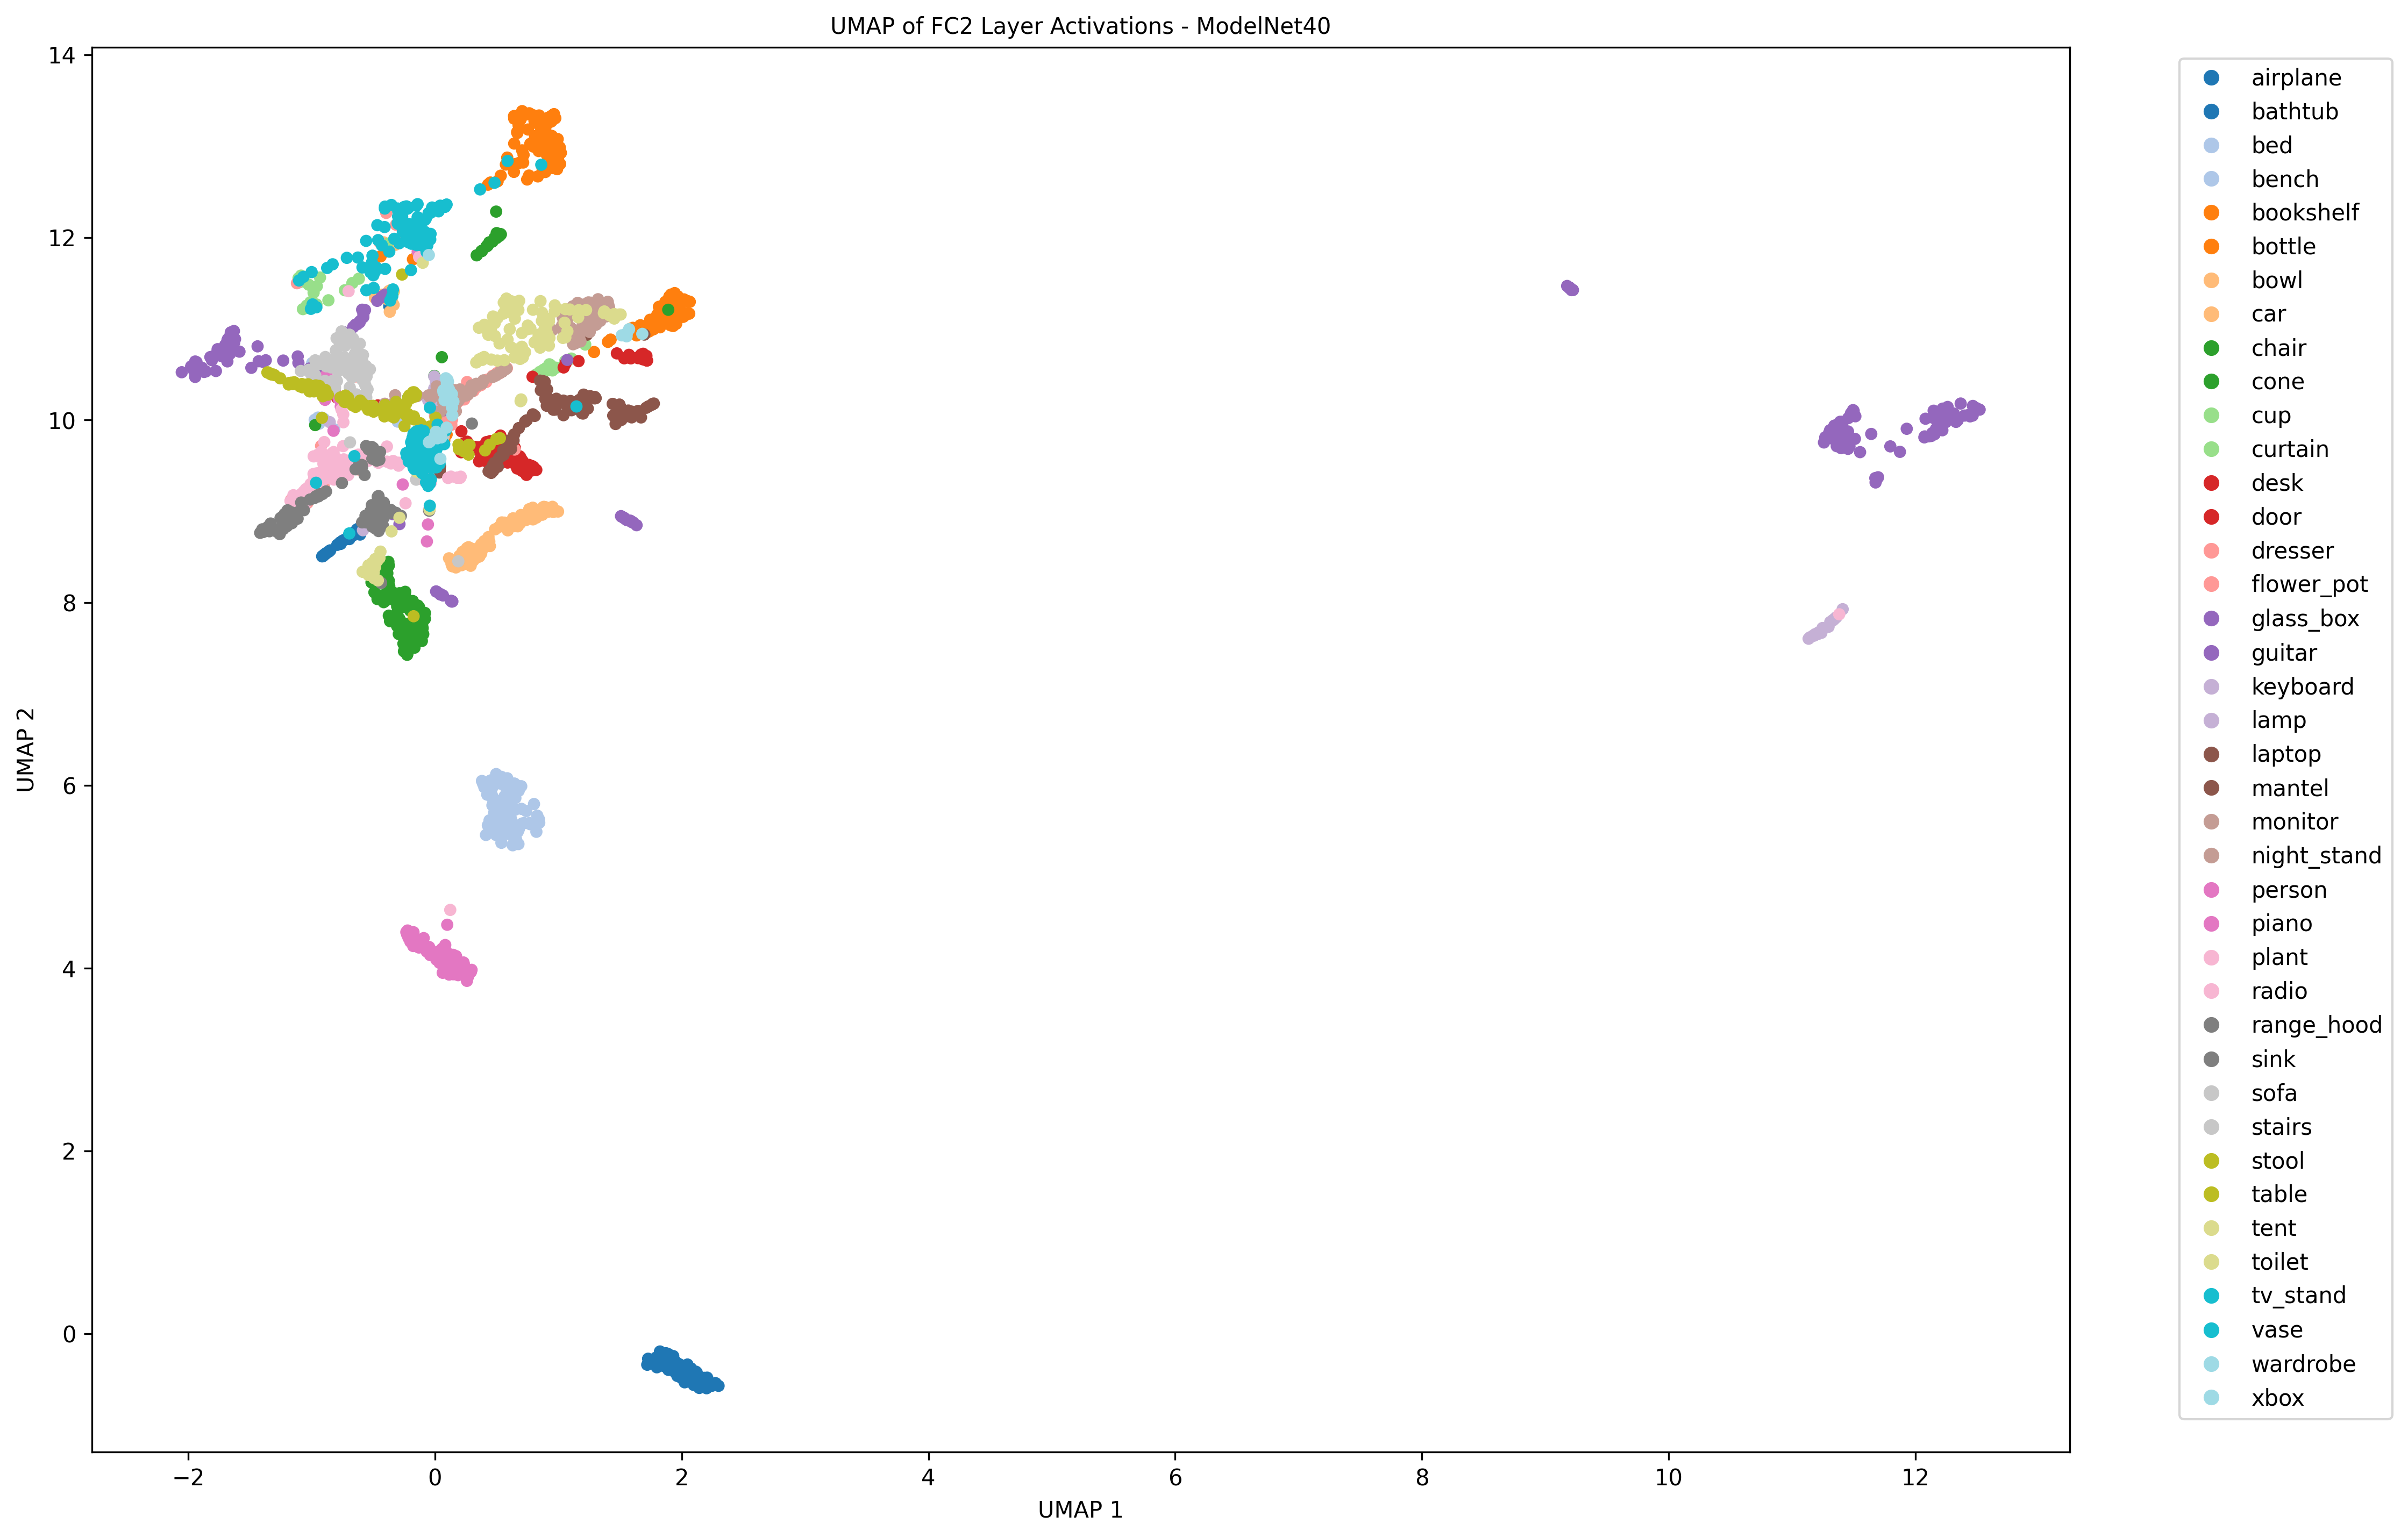 UMAP of FC2 Layer Activations - ModelNet40
14
12
10
8
6
4
2
0
UMAP 2
−2
0
2
4
6
8
10
12
UMAP 1
airplane
bathtub
bed
bench
bookshelf
bottle
bowl
car
chair
cone
cup
curtain
desk
door
dresser
flower_pot
glass_box
guitar
keyboard
lamp
laptop
mantel
monitor
night_stand
person
piano
plant
radio
range_hood
sink
sofa
stairs
stool
table
tent
toilet
tv_stand
vase
wardrobe
xbox